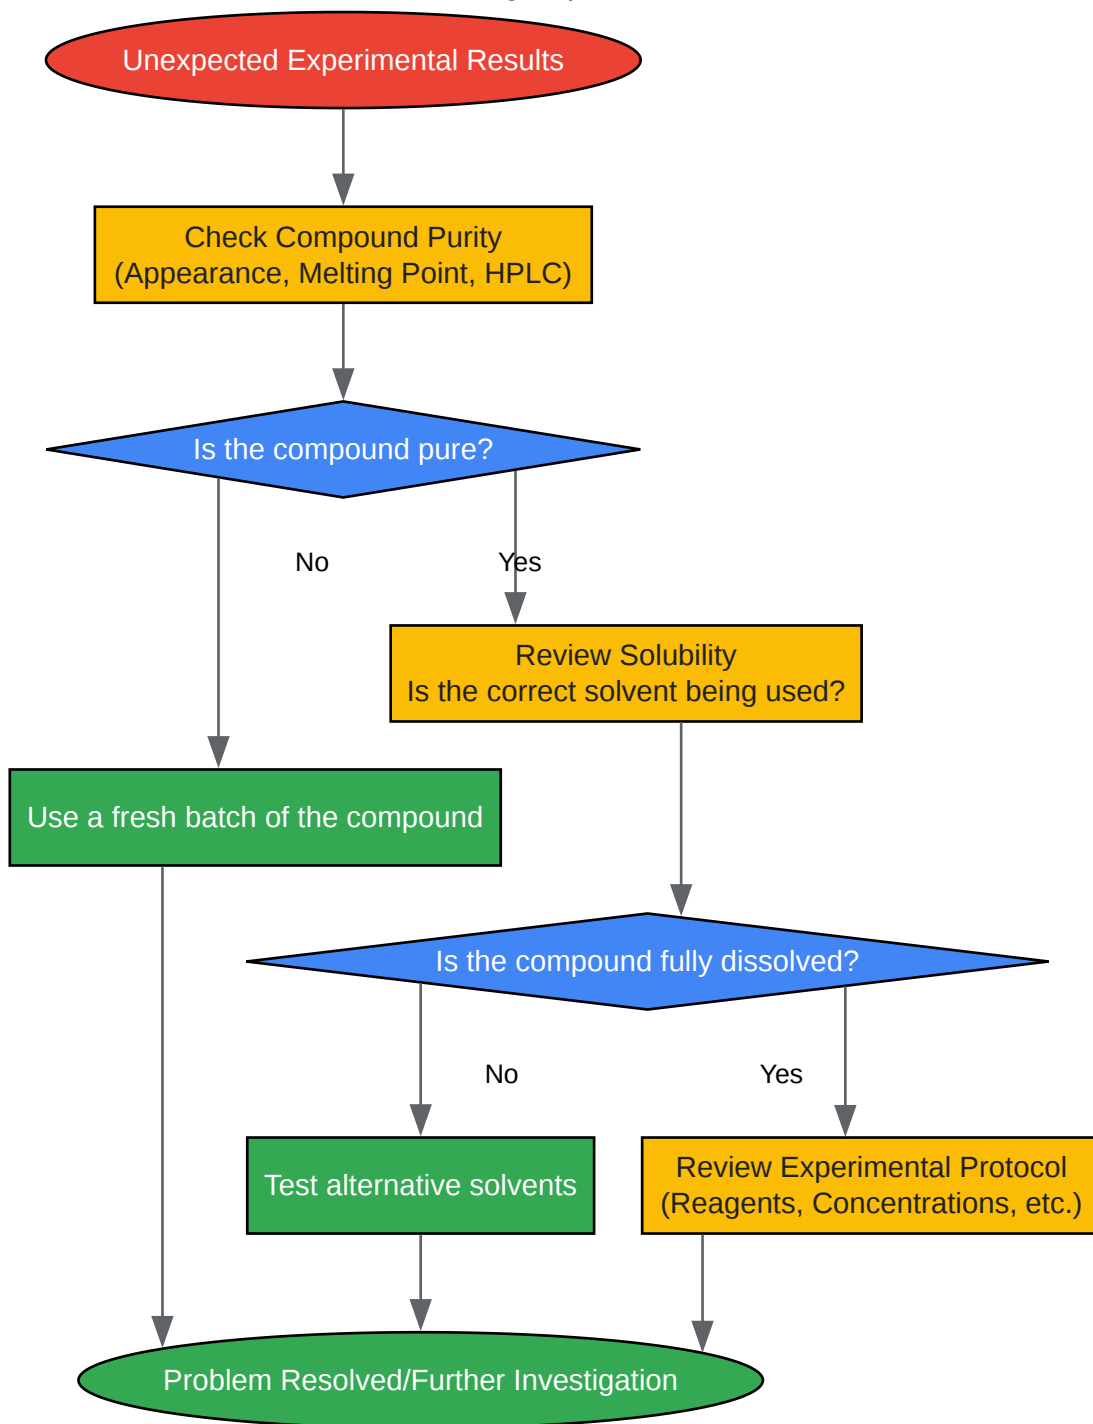 Unexpected Experimental Results
Check Compound Purity
(Appearance, Melting Point, HPLC)
Is the compound pure?
No
Yes
Review Solubility
Is the correct solvent being used?
Use a fresh batch of the compound
Is the compound fully dissolved?
No
Yes
Test alternative solvents
Review Experimental Protocol
(Reagents, Concentrations, etc.)
Problem Resolved/Further Investigation